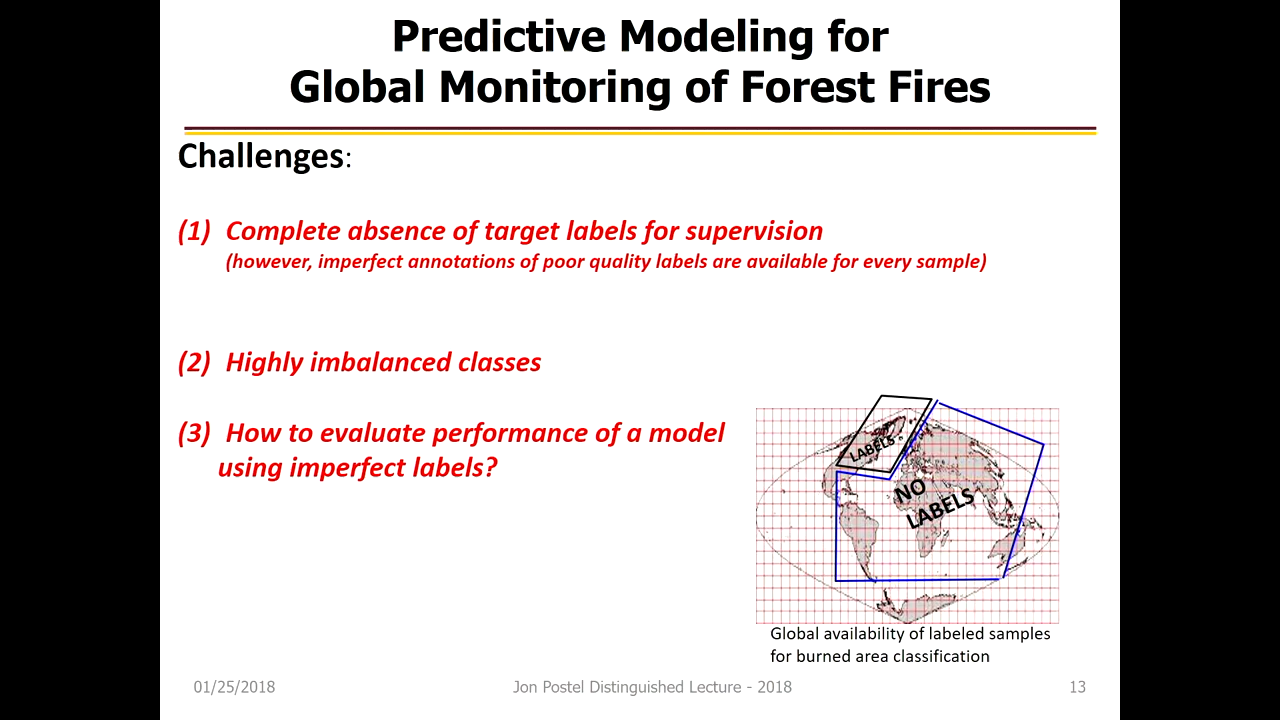 Predictive Modeling for
Global Monitoring of Forest Fires
Challenges:
(1) Complete absence of target labels for supervision
(however, imperfect annotations of poor quality labels are available for every sample)
(2) Highly imbalanced classes
(3) How to evaluate performance of a model
using imperfect labels?
LABELS
NO
LABELS
Global availability of labeled samples
for burned area classification
01/25/2018
Jon Postel Distinguished Lecture - 2018
13